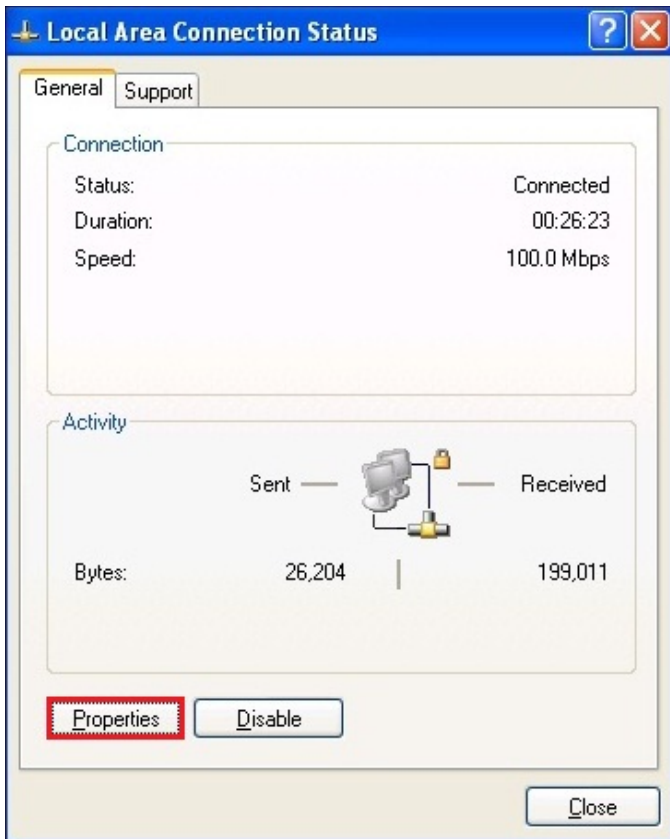 Local Area Connection Status
General Support
Connection
Status: Connected
Duration: 00:26:23
Speed: 100.0 Mbps
Activity
Sent Received
Bytes: 26,204 199,011
Properties Disable
Close